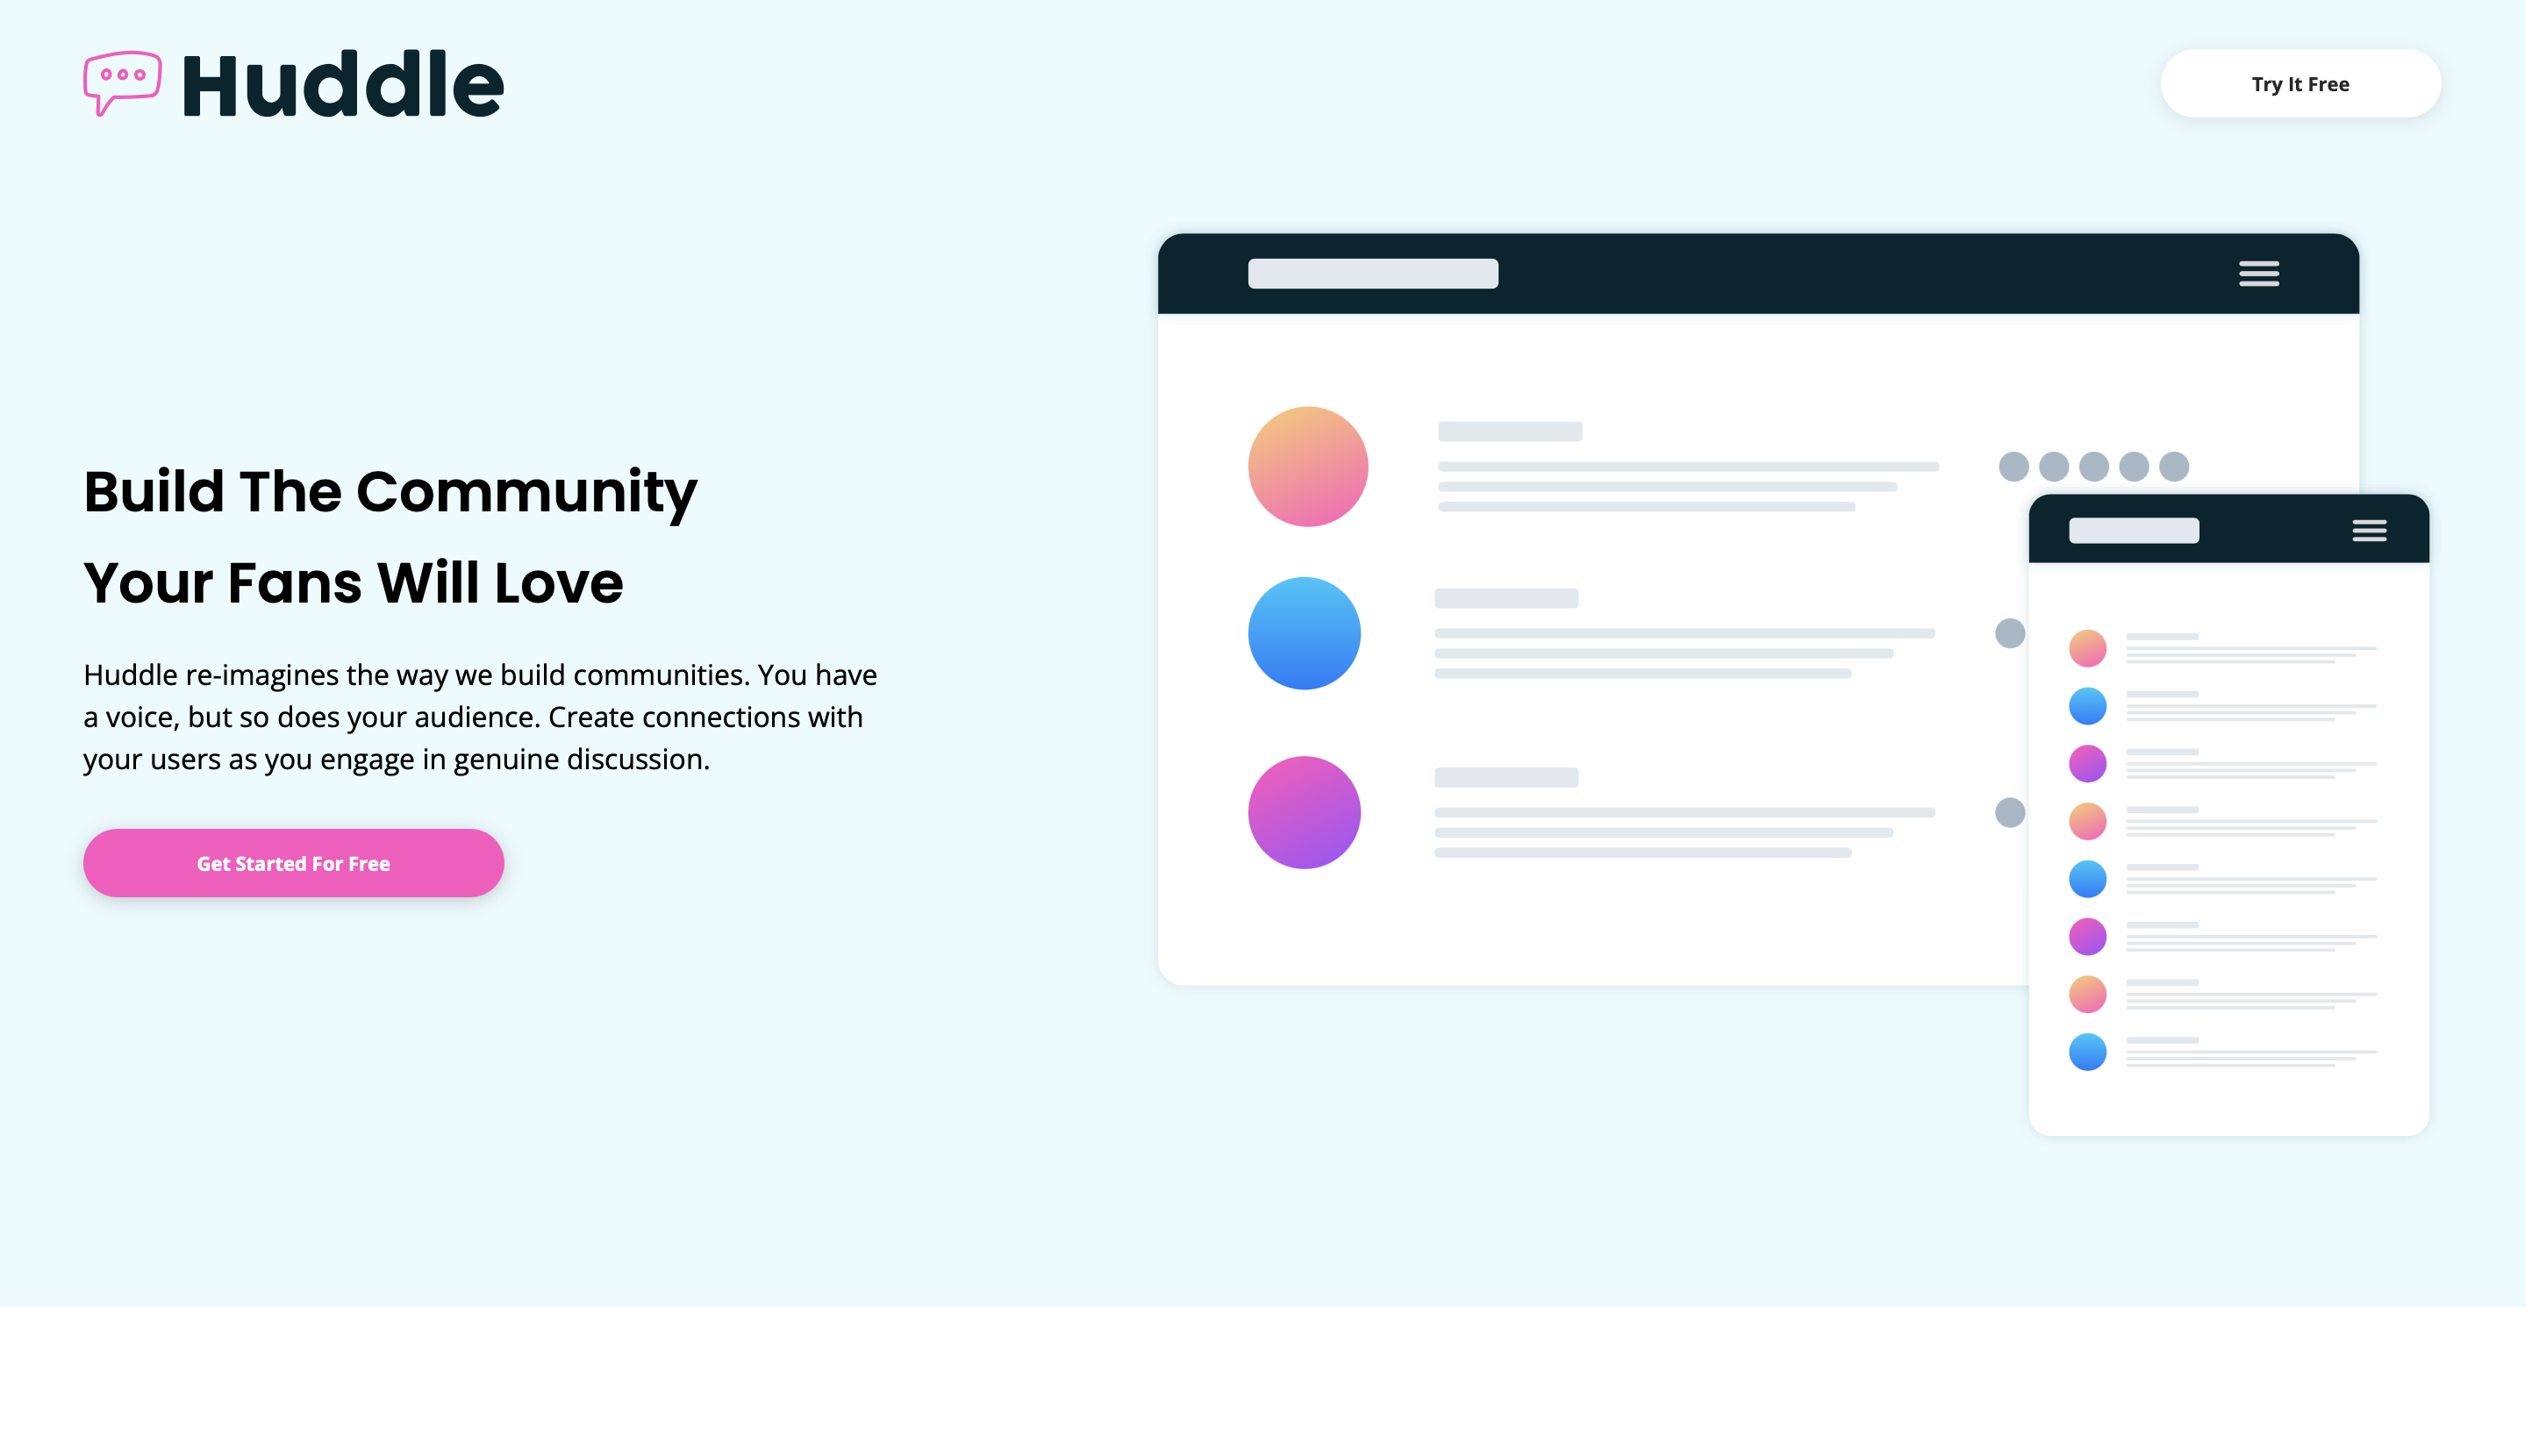 Huddle
Try It Free
Build The Community
Your Fans Will Love
Huddle re-imagines the way we build communities. You have
a voice, but so does your audience. Create connections with
your users as you engage in genuine discussion.
Get Started For Free